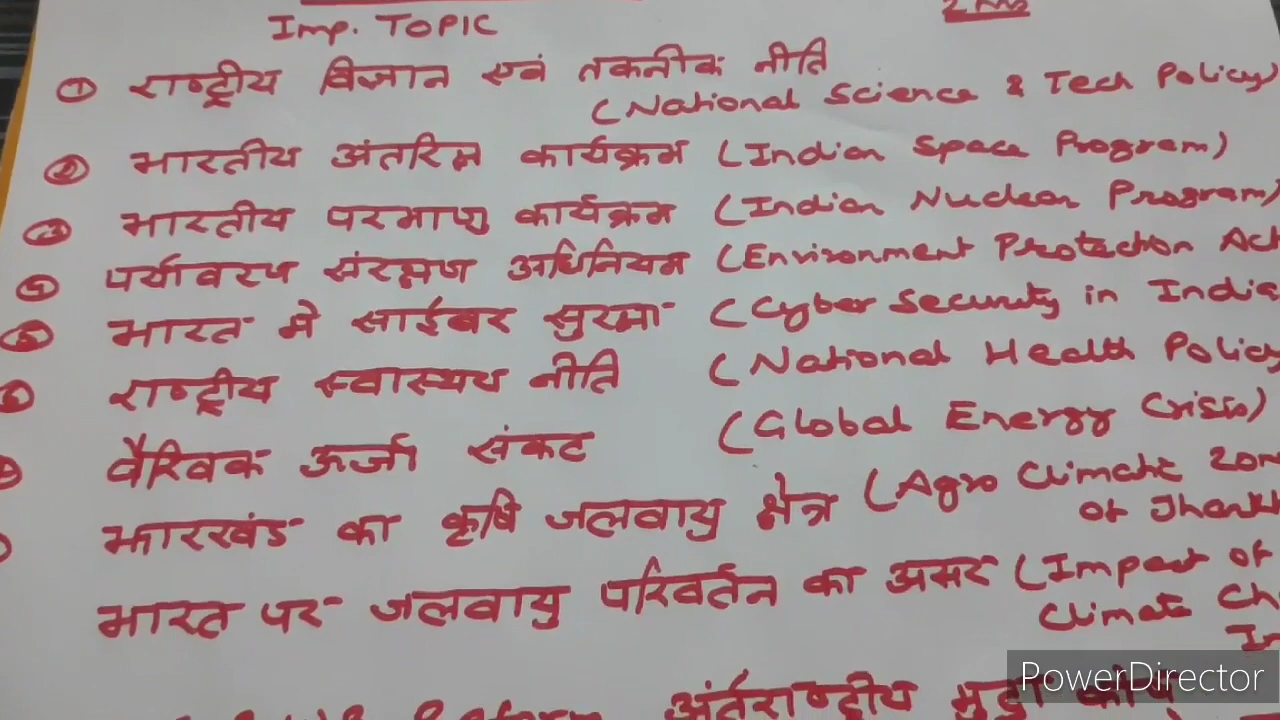 Imp. TOPIC
① राष्ट्रीय विज्ञान एवं तकनीक नीति
(National Science & Tech Policy)
② भारतीय अंतरिक्ष कार्यक्रम (Indian Space Program)
③ भारतीय परमाणु कार्यक्रम (Indian Nuclear Program)
④ पर्यावरण संरक्षण अधिनियम (Environment Protection Act
⑤ भारत मे साईबर सुरक्षा (Cyber Security in India
⑥ राष्ट्रीय स्वास्थ्य नीति (National Health Policy
वैश्विक ऊर्जा संकट (Global Energy Crisis)
झारखंड का कृषि जलवायु क्षेत्र (Agro Climatic Zon
of Jharkh
भारत पर जलवायु परिवर्तन का असर (Impact of
Climate Ch
In
अंर्तराष्ट्रीय मुद्रा कोष
PowerDirector